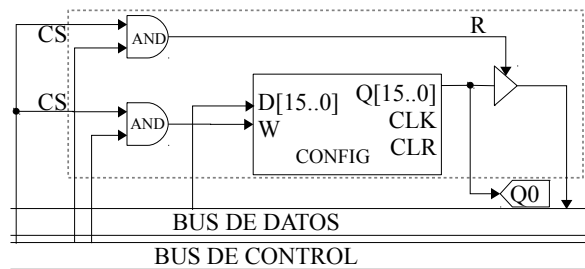 CS AND R
CS AND
D[15..0] Q[15..0]
W CLK
CONFIG CLR
Q0
BUS DE DATOS
BUS DE CONTROL